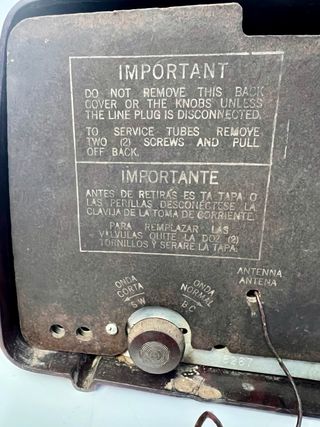 IMPORTANT
DO NOT REMOVE THIS BACK
COVER OR THE KNOBS UNLESS
THE LINE PLUG IS DISCONNECTED.
TO SERVICE TUBES REMOVE
TWO (2) SCREWS AND PULL
OFF BACK.
IMPORTANTE
ANTES DE RETIRAS ES TA TAPA O
LAS PERILLAS DESCONÉCTESE LA
CLAVIJA DE LA TOMA DE CORRIENTE.
PARA REMPLAZAR LAS
VALVULAS QUITE LA DOZ (2)
TORNILLOS Y SERARE LA TAPA.
ANTENNA
ANTENA
ONDA
CORTA
S.W.
ONDA
NORMAL
B.C.